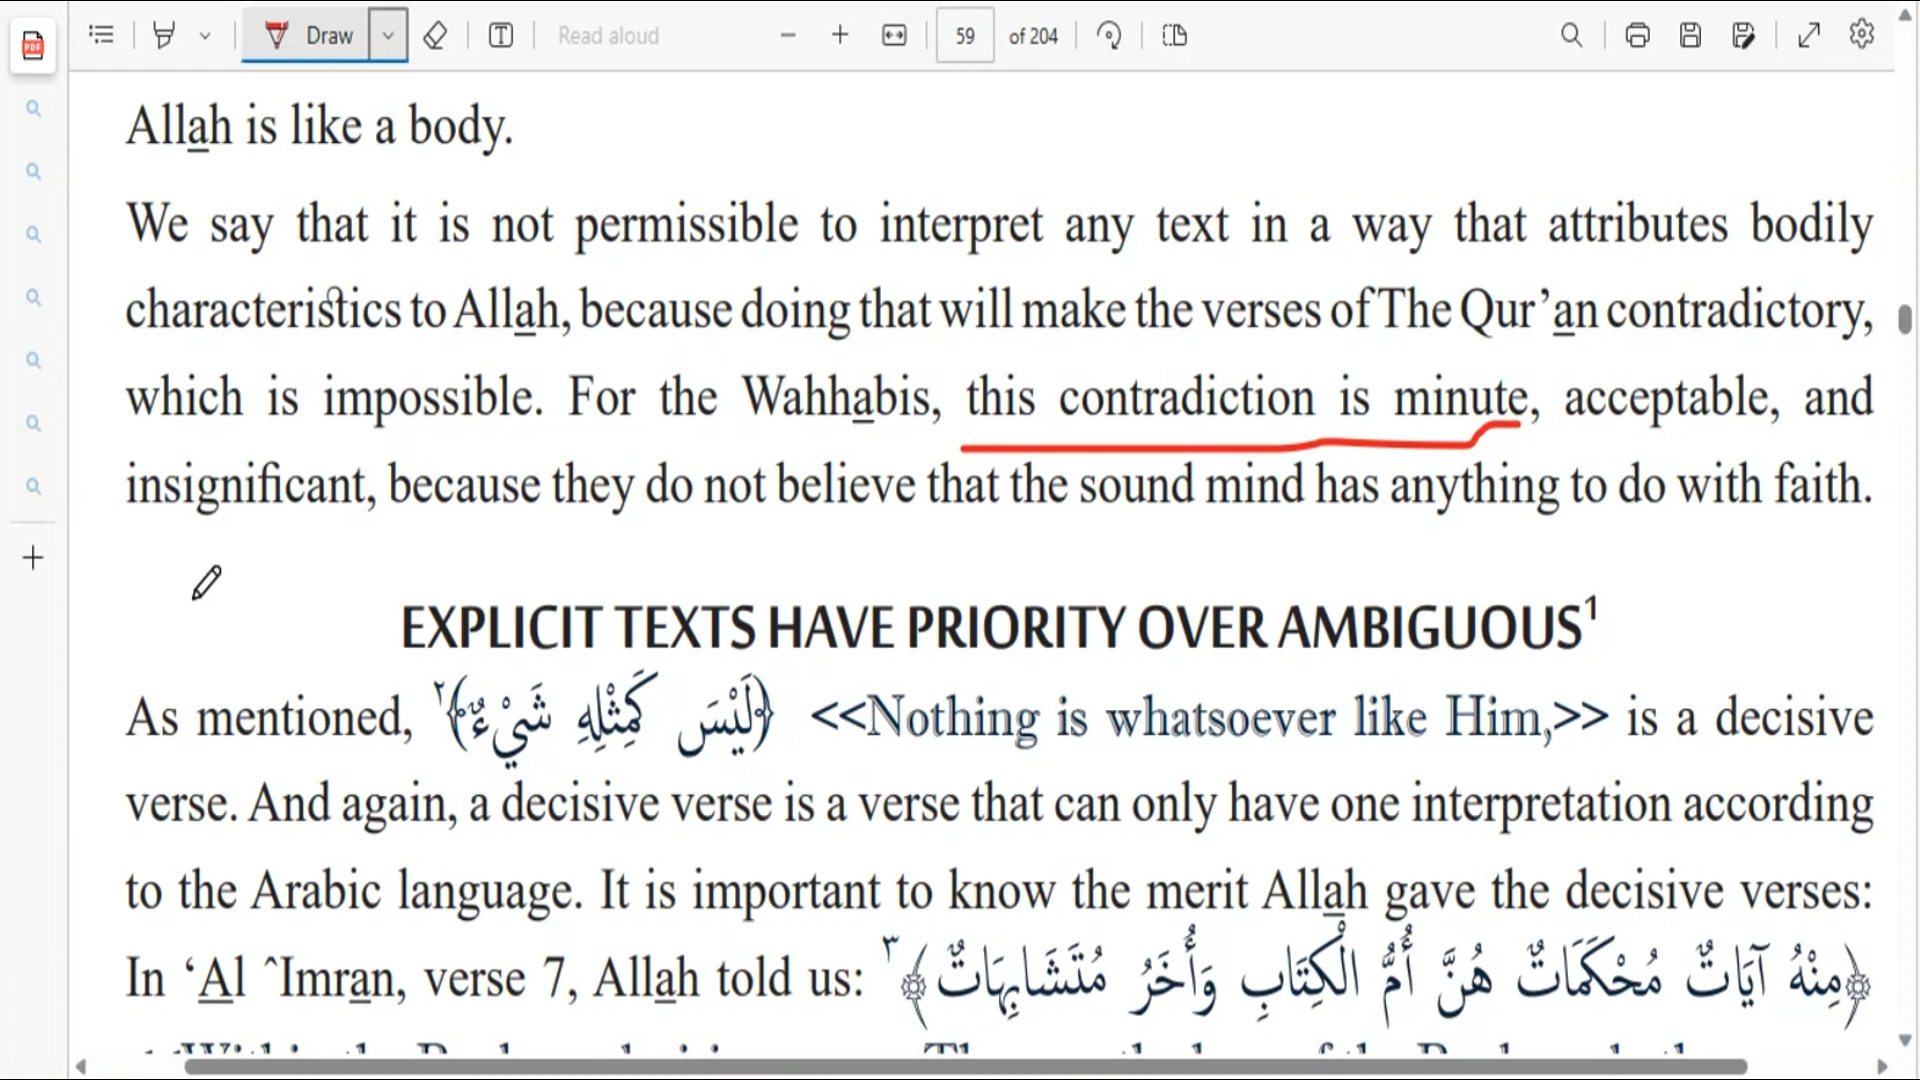 Draw
Read aloud
59
of 204
PDF
Allah is like a body.
We say that it is not permissible to interpret any text in a way that attributes bodily
characteristics to Allah, because doing that will make the verses of The Qur’an contradictory,
which is impossible. For the Wahhabis, this contradiction is minute, acceptable, and
insignificant, because they do not believe that the sound mind has anything to do with faith.
EXPLICIT TEXTS HAVE PRIORITY OVER AMBIGUOUS¹
As mentioned, ﴿لَيْسَ كَمِثْلِهِ شَيْءٌ﴾٢ <<Nothing is whatsoever like Him,>> is a decisive
verse. And again, a decisive verse is a verse that can only have one interpretation according
to the Arabic language. It is important to know the merit Allah gave the decisive verses:
In ‘Al ^Imran, verse 7, Allah told us: ﴿مِنْهُ آيَاتٌ مُحْكَمَاتٌ هُنَّ أُمُّ الْكِتَابِ وَأُخَرُ مُتَشَابِهَاتٌ﴾٣